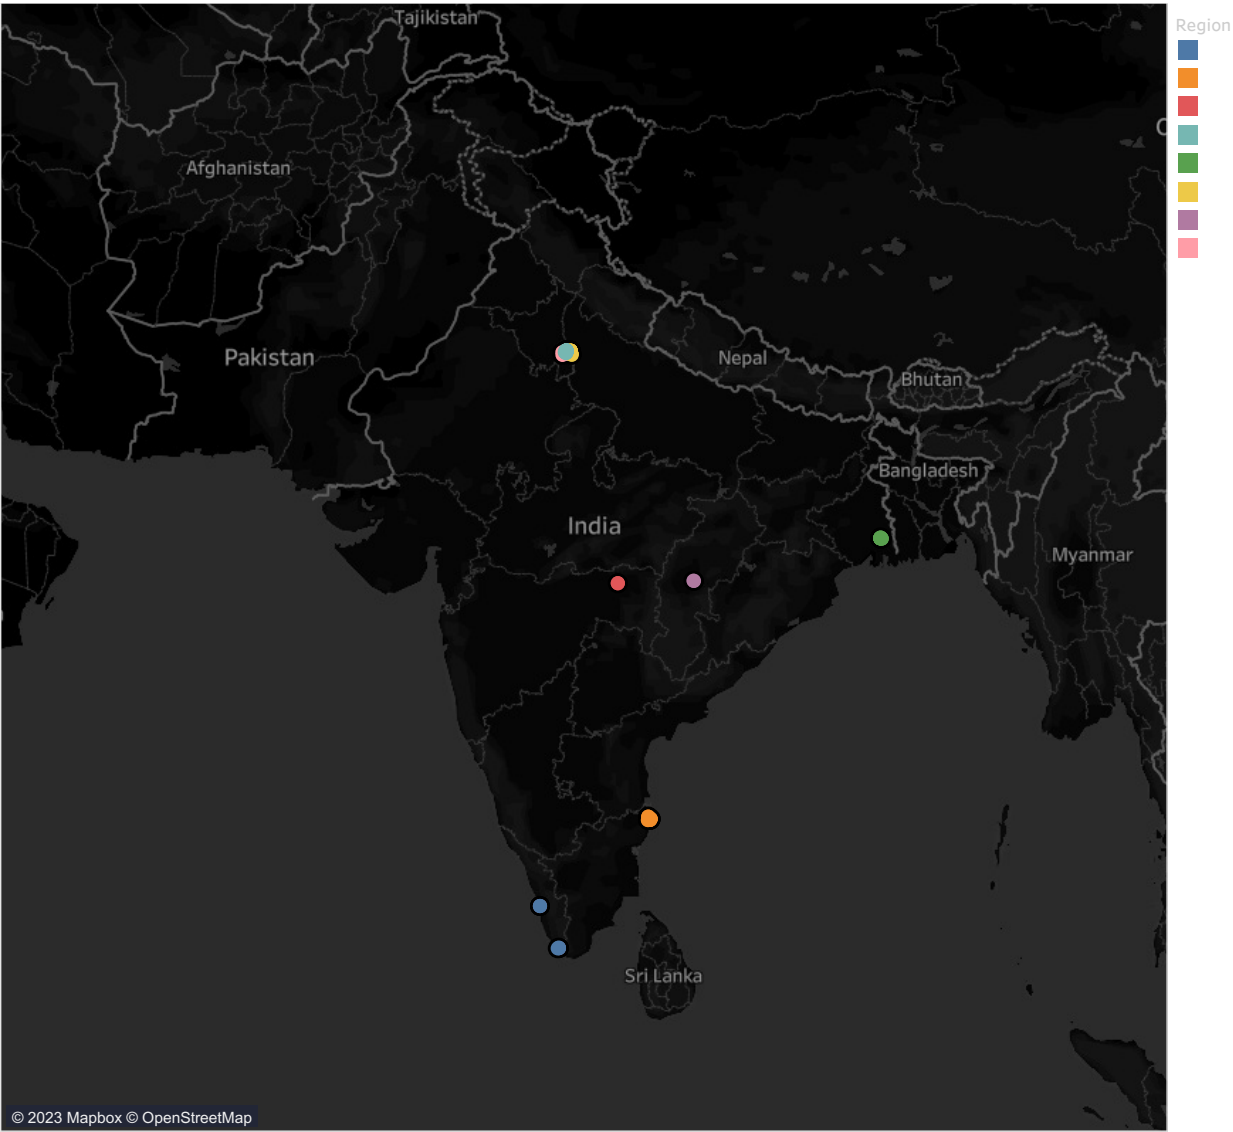 Tajikistan
Region
C
Afghanistan
Pakistan
Nepal
Bhutan
Bangladesh
India
Myanmar
Sri Lanka
© 2023 Mapbox © OpenStreetMap